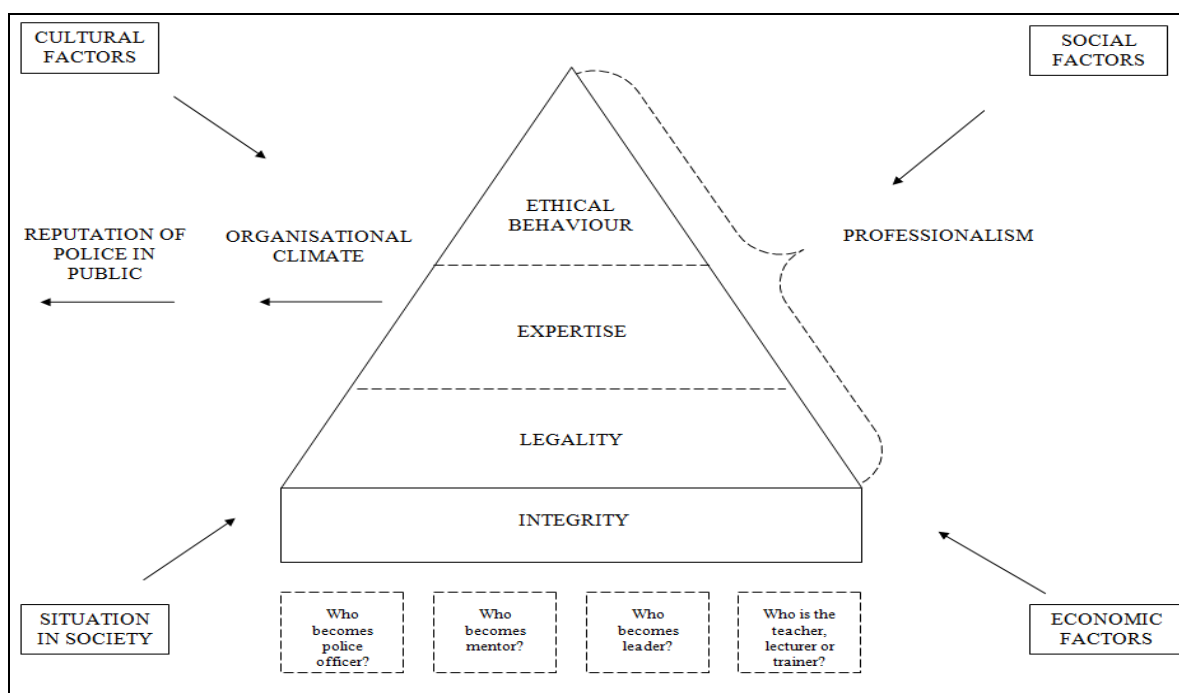 CULTURAL
FACTORS
SOCIAL
FACTORS
ETHICAL
BEHAVIOUR
REPUTATION OF
POLICE IN
PUBLIC
ORGANISATIONAL
CLIMATE
PROFESSIONALISM
EXPERTISE
LEGALITY
INTEGRITY
SITUATION
IN SOCIETY
Who
becomes
police
officer?
Who
becomes
mentor?
Who
becomes
leader?
Who is the
teacher,
lecturer or
trainer?
ECONOMIC
FACTORS